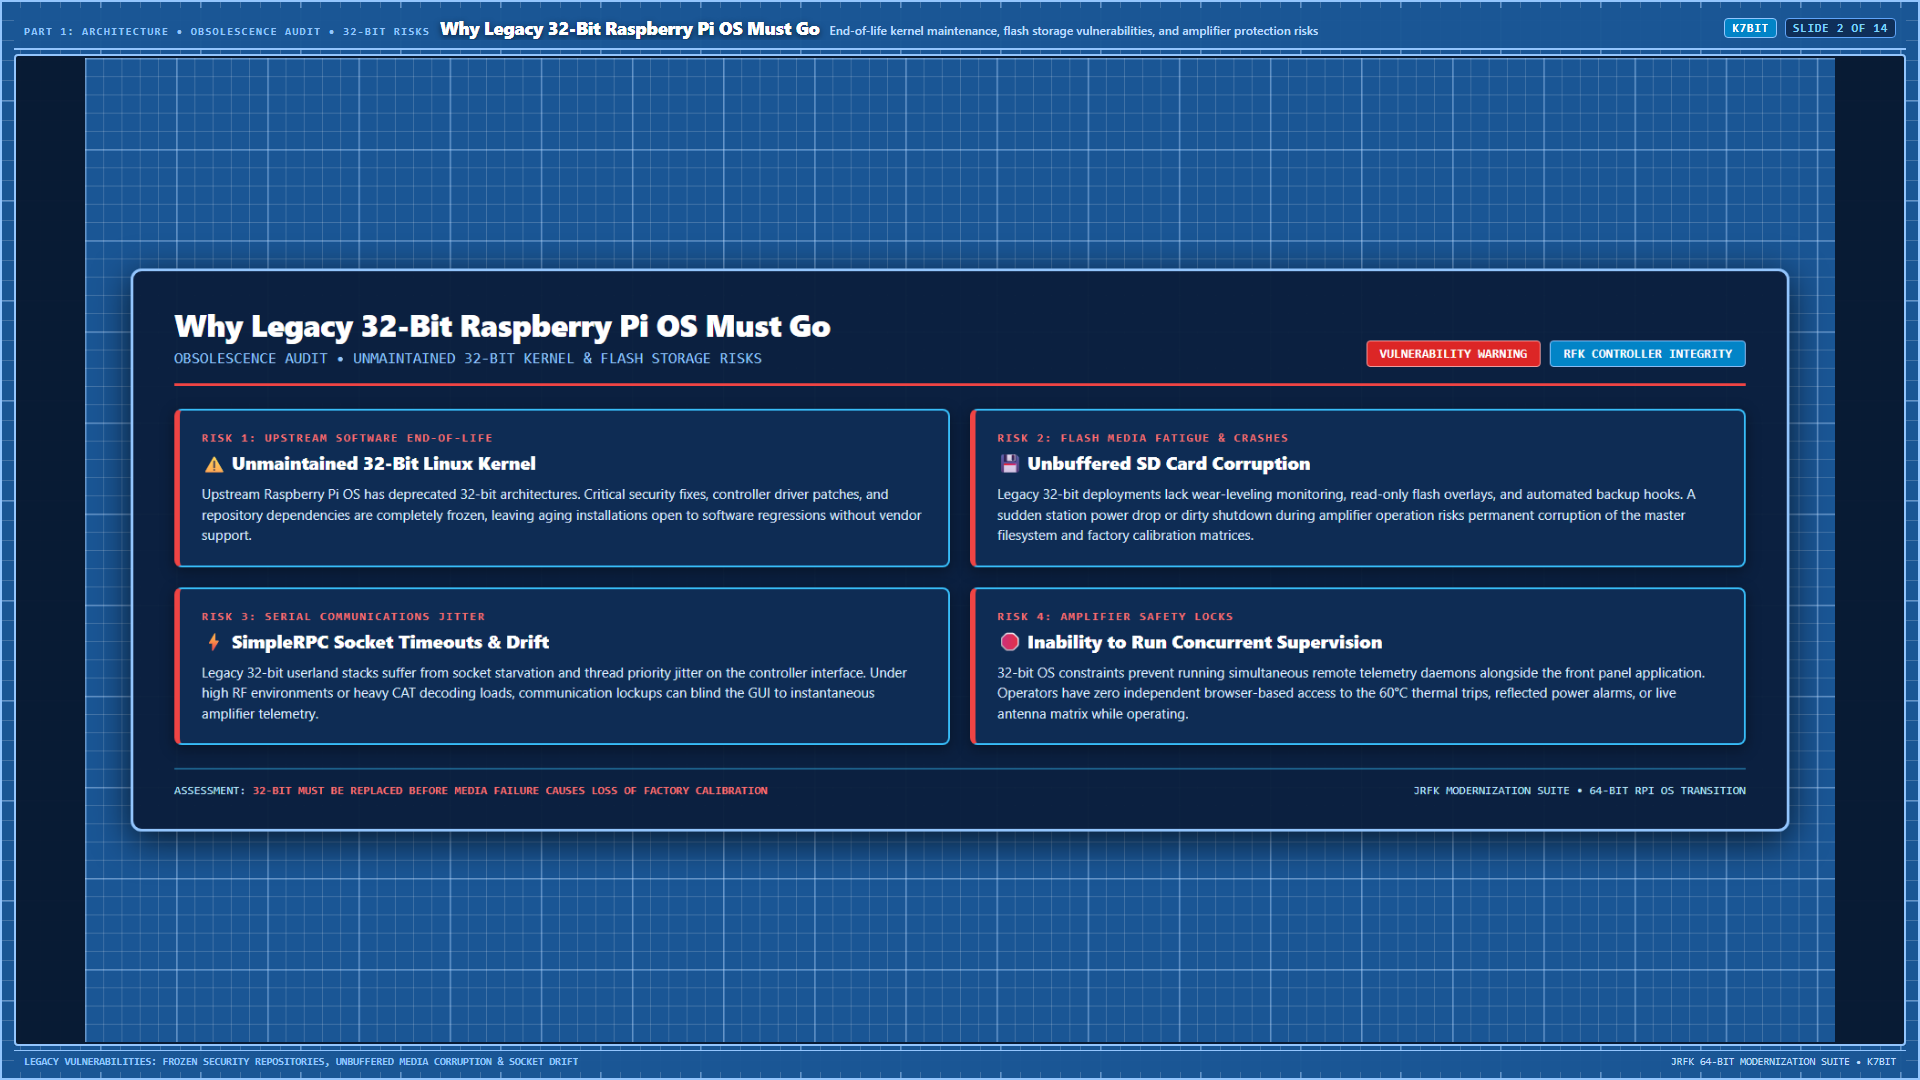 PART 1: ARCHITECTURE • OBSOLESCENCE AUDIT • 32-BIT RISKS Why Legacy 32-Bit Raspberry Pi OS Must Go End-of-life kernel maintenance, flash storage vulnerabilities, and amplifier protection risks K7BIT SLIDE 2 OF 14
Why Legacy 32-Bit Raspberry Pi OS Must Go
OBSOLESCENCE AUDIT • UNMAINTAINED 32-BIT KERNEL & FLASH STORAGE RISKS
VULNERABILITY WARNING RFK CONTROLLER INTEGRITY
RISK 1: UPSTREAM SOFTWARE END-OF-LIFE
Unmaintained 32-Bit Linux Kernel
Upstream Raspberry Pi OS has deprecated 32-bit architectures. Critical security fixes, controller driver patches, and
repository dependencies are completely frozen, leaving aging installations open to software regressions without vendor
support.
RISK 2: FLASH MEDIA FATIGUE & CRASHES
Unbuffered SD Card Corruption
Legacy 32-bit deployments lack wear-leveling monitoring, read-only flash overlays, and automated backup hooks. A
sudden station power drop or dirty shutdown during amplifier operation risks permanent corruption of the master
filesystem and factory calibration matrices.
RISK 3: SERIAL COMMUNICATIONS JITTER
SimpleRPC Socket Timeouts & Drift
Legacy 32-bit userland stacks suffer from socket starvation and thread priority jitter on the controller interface. Under
high RF environments or heavy CAT decoding loads, communication lockups can blind the GUI to instantaneous
amplifier telemetry.
RISK 4: AMPLIFIER SAFETY LOCKS
Inability to Run Concurrent Supervision
32-bit OS constraints prevent running simultaneous remote telemetry daemons alongside the front panel application.
Operators have zero independent browser-based access to the 60°C thermal trips, reflected power alarms, or live
antenna matrix while operating.
ASSESSMENT: 32-BIT MUST BE REPLACED BEFORE MEDIA FAILURE CAUSES LOSS OF FACTORY CALIBRATION
JRFK MODERNIZATION SUITE • 64-BIT RPI OS TRANSITION
LEGACY VULNERABILITIES: FROZEN SECURITY REPOSITORIES, UNBUFFERED MEDIA CORRUPTION & SOCKET DRIFT
JRFK 64-BIT MODERNIZATION SUITE • K7BIT